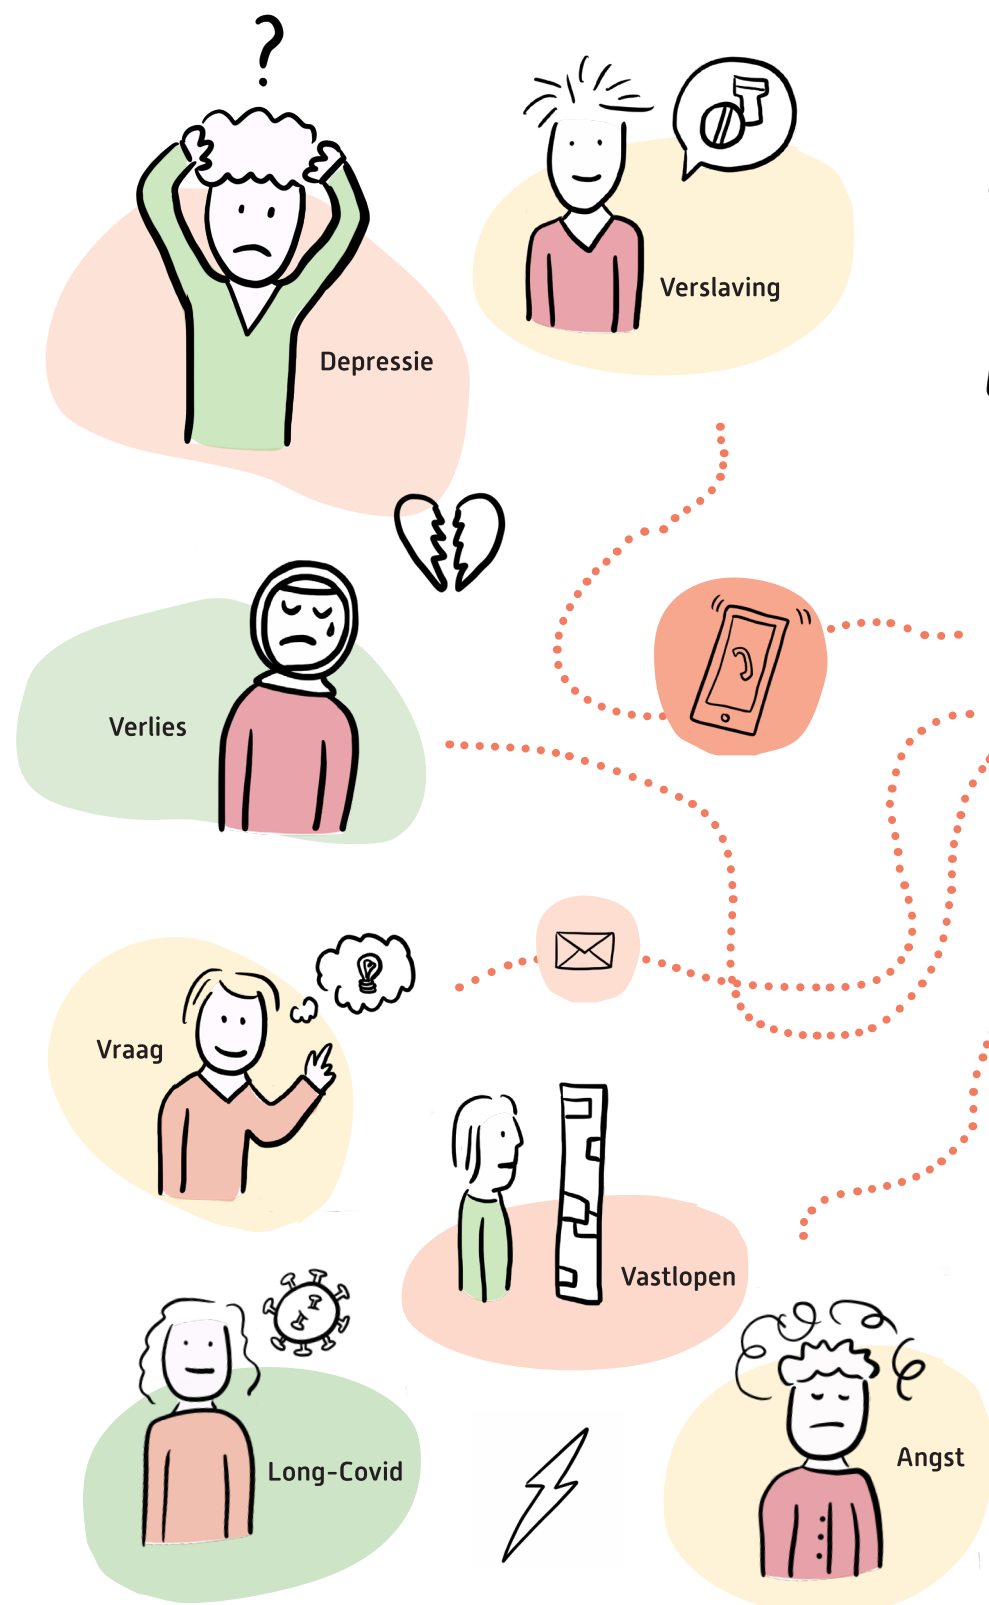 ?
Verslaving
Depressie
Verlies
Vraag
Vastlopen
Long-Covid
Angst